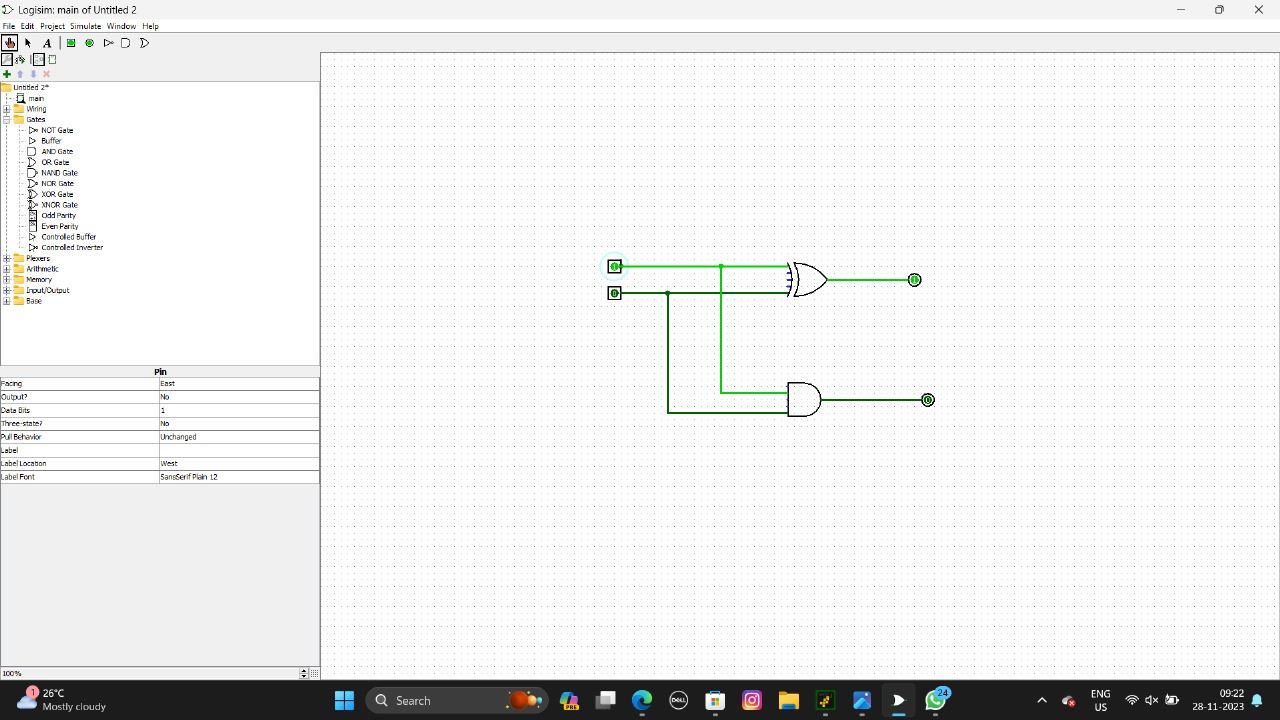 Logisim: main of Untitled 2
File Edit Project Simulate Window Help
A
Untitled 2*
main
Wiring
Gates
NOT Gate
Buffer
AND Gate
OR Gate
NAND Gate
NOR Gate
XOR Gate
XNOR Gate
Odd Parity
Even Parity
Controlled Buffer
Controlled Inverter
Plexers
Arithmetic
Memory
Input/Output
Base
Pin
Facing East
Output? No
Data Bits 1
Three-state? No
Pull Behavior Unchanged
Label
Label Location West
Label Font SansSerif Plain 12
100%
1
0
1
0
1
26°C
Mostly cloudy
Search
PRE
DELL
24
ENG
US
09:22
28-11-2023